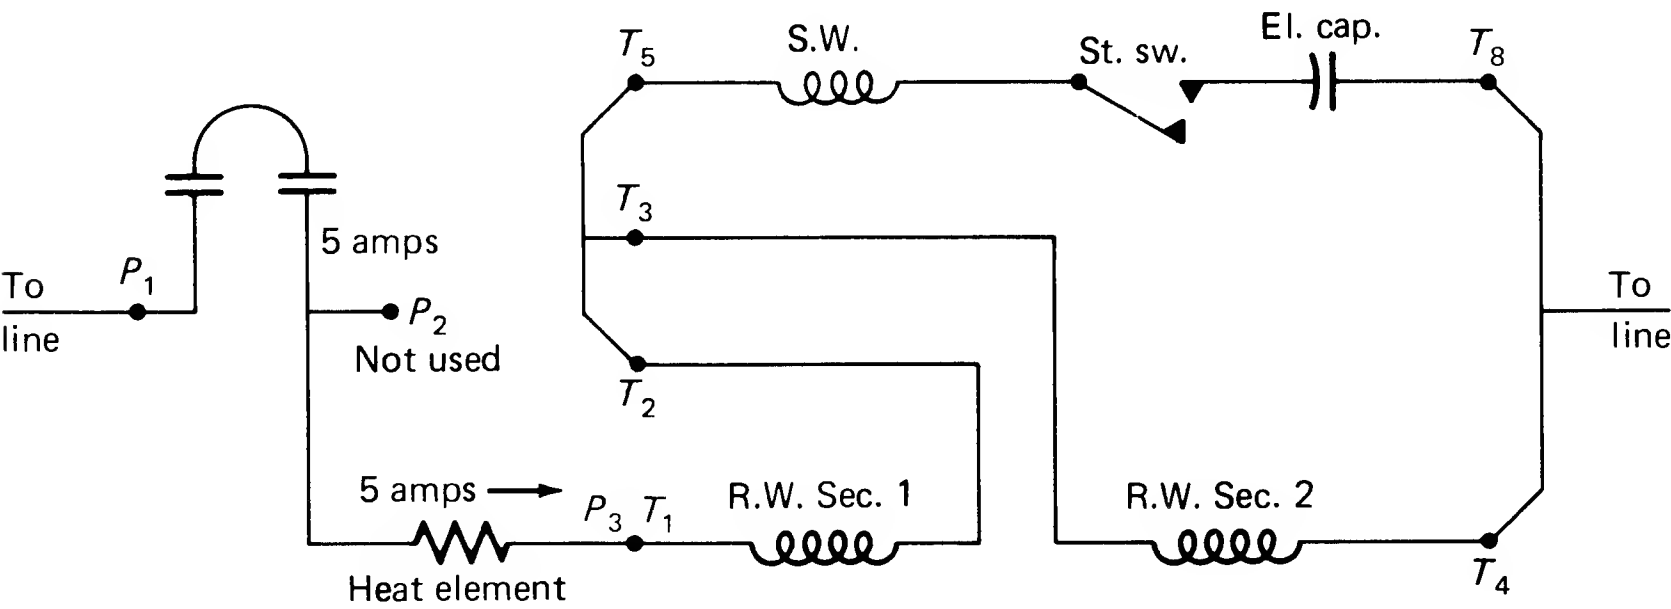 El. cap.
T5
S.W.
St. sw.
T8
T3
5 amps
P1
To
line
P2
Not used
To
line
T2
5 amps
P3 T1
R.W. Sec. 1
R.W. Sec. 2
Heat element
T4